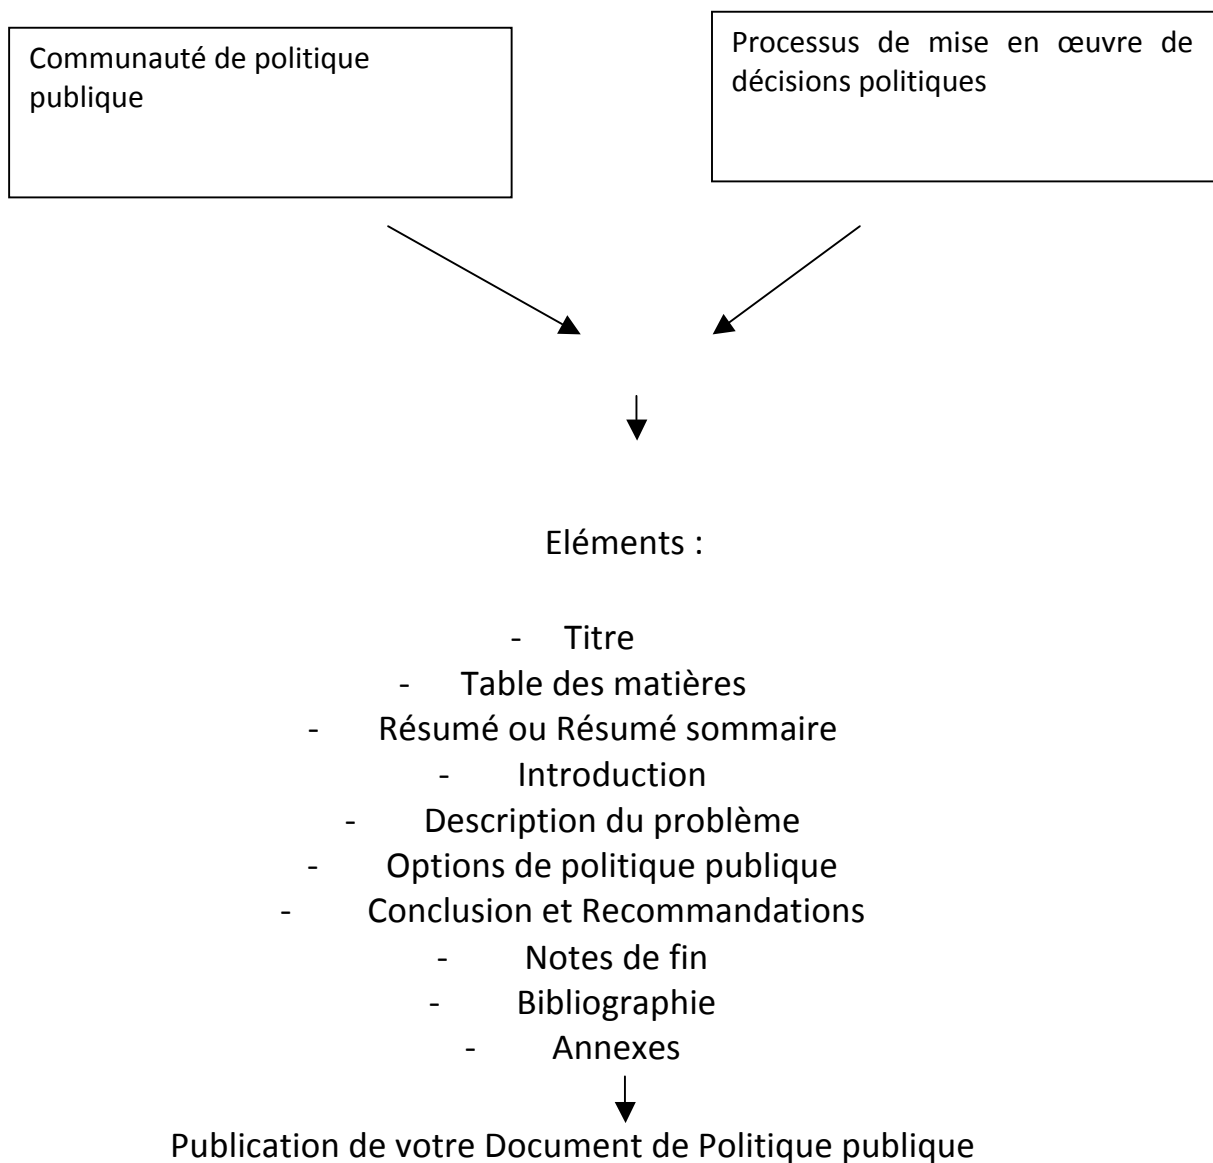 Communauté de politique
publique
Processus de mise en œuvre de
décisions politiques
Eléments :
- Titre
- Table des matières
- Résumé ou Résumé sommaire
- Introduction
- Description du problème
- Options de politique publique
- Conclusion et Recommandations
- Notes de fin
- Bibliographie
- Annexes
Publication de votre Document de Politique publique